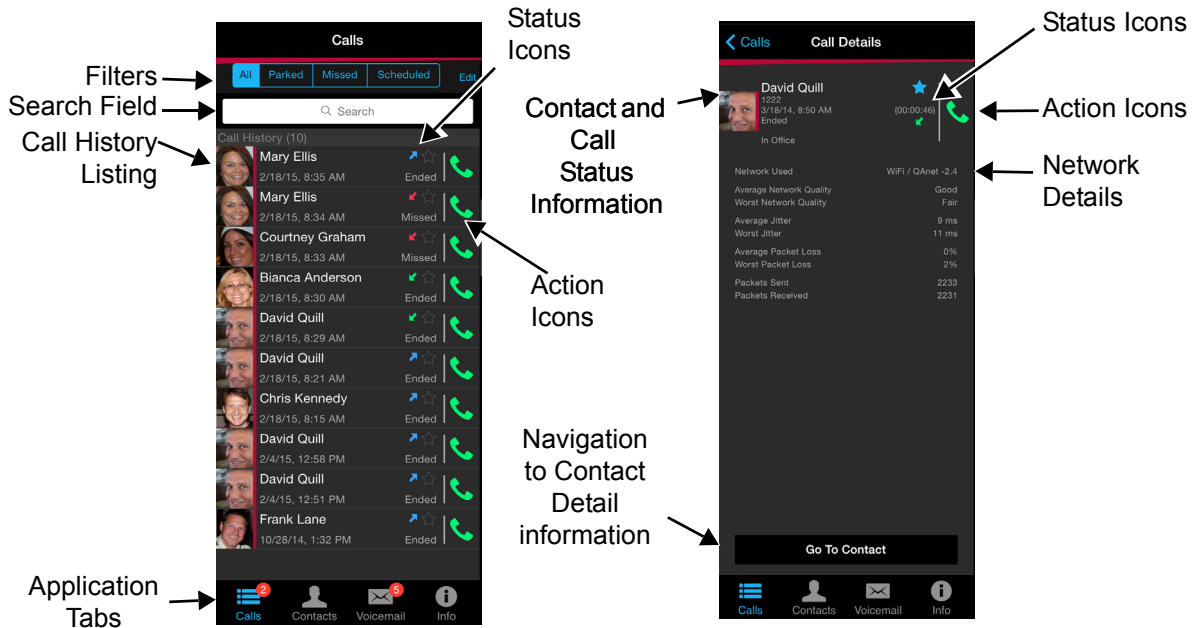 Status
Icons
Calls
Filters
All Parked Missed Scheduled Edit
Search Field
Search
Call History
Listing
Call History (10)
Mary Ellis
2/18/15, 8:35 AM Ended
Mary Ellis
2/18/15, 8:34 AM Missed
Courtney Graham
2/18/15, 8:33 AM Missed
Bianca Anderson
2/18/15, 8:30 AM Ended
David Quill
2/18/15, 8:29 AM Ended
David Quill
2/18/15, 8:21 AM Ended
Chris Kennedy
2/18/15, 8:15 AM Ended
David Quill
2/4/15, 12:58 PM Ended
David Quill
2/4/15, 12:51 PM Ended
Frank Lane
10/28/14, 1:32 PM Ended
Action
Icons
Application
Tabs
2 5
Calls Contacts Voicemail Info
Status Icons
Calls Call Details
Contact and
Call
Status
Information
David Quill
1222
3/18/14, 8:50 AM (00:00:46)
Ended
In Office
Action Icons
Network
Details
Network Used WiFi / QAnet -2.4
Average Network Quality Good
Worst Network Quality Fair
Average Jitter 9 ms
Worst Jitter 11 ms
Average Packet Loss 0%
Worst Packet Loss 2%
Packets Sent 2233
Packets Received 2231
Navigation
to Contact
Detail
information
Go To Contact
Calls Contacts Voicemail Info